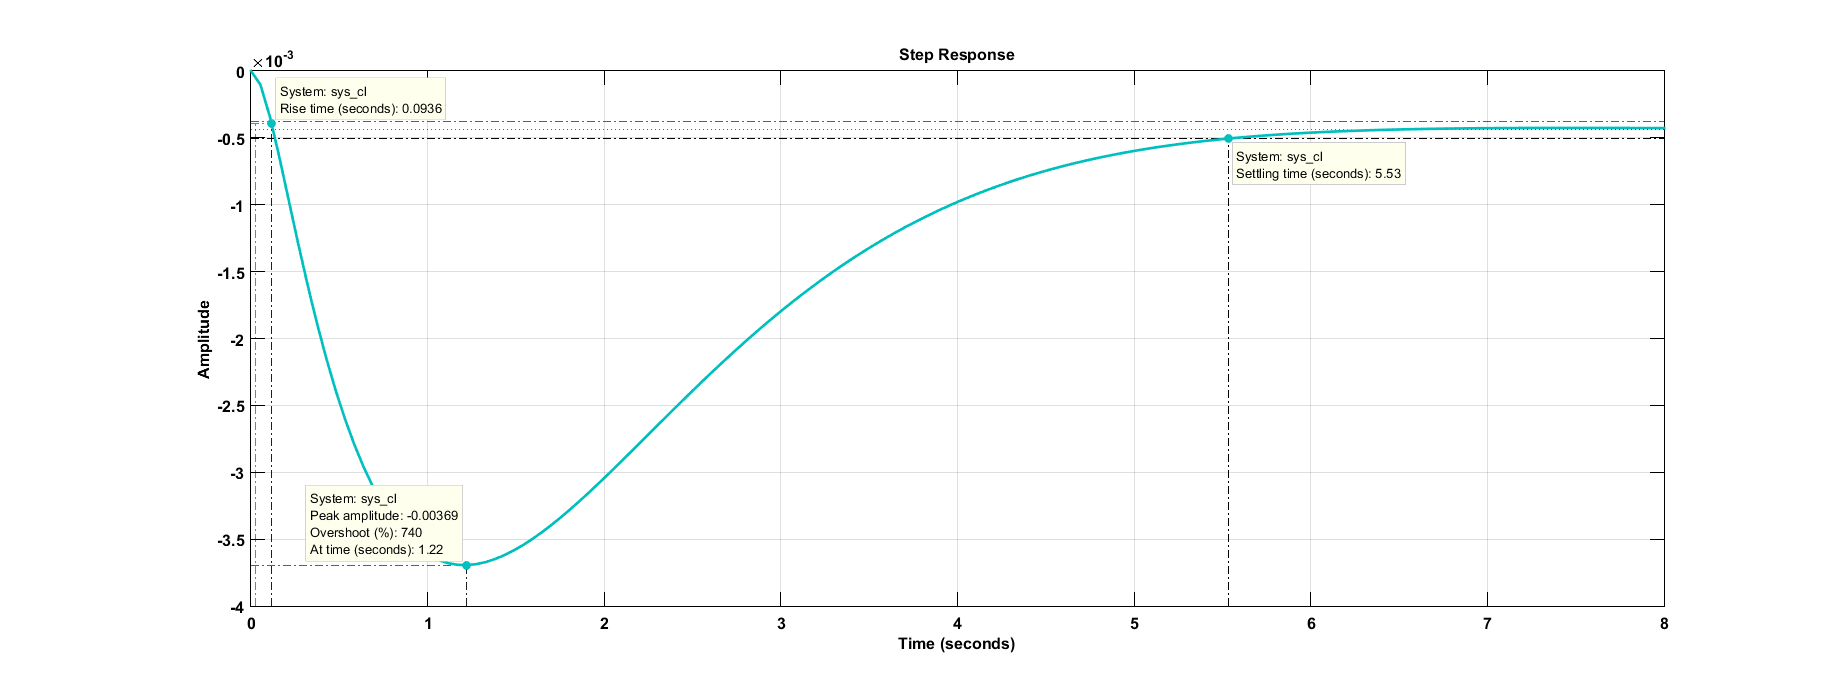 Step Response
×10-3
0
-0.5
-1
-1.5
-2
-2.5
-3
-3.5
-4
Amplitude
System: sys_cl
Rise time (seconds): 0.0936
System: sys_cl
Settling time (seconds): 5.53
System: sys_cl
Peak amplitude: -0.00369
Overshoot (%): 740
At time (seconds): 1.22
0 1 2 3 4 5 6 7 8
Time (seconds)